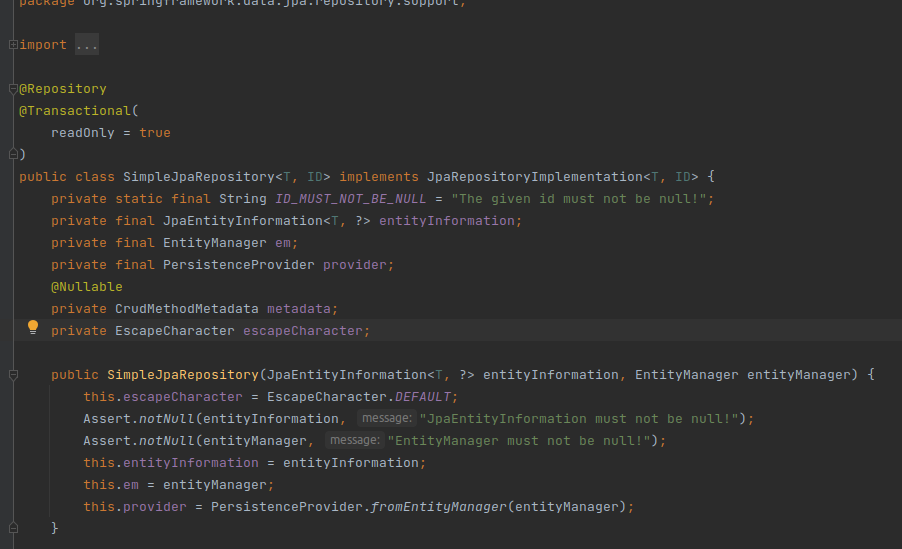 package org.springframework.data.jpa.repository.support;
import ...
@Repository
@Transactional(
    readOnly = true
)
public class SimpleJpaRepository<T, ID> implements JpaRepositoryImplementation<T, ID> {
    private static final String ID_MUST_NOT_BE_NULL = "The given id must not be null!";
    private final JpaEntityInformation<T, ?> entityInformation;
    private final EntityManager em;
    private final PersistenceProvider provider;
    @Nullable
    private CrudMethodMetadata metadata;
    private EscapeCharacter escapeCharacter;
    public SimpleJpaRepository(JpaEntityInformation<T, ?> entityInformation, EntityManager entityManager) {
        this.escapeCharacter = EscapeCharacter.DEFAULT;
        Assert.notNull(entityInformation, message: "JpaEntityInformation must not be null!");
        Assert.notNull(entityManager, message: "EntityManager must not be null!");
        this.entityInformation = entityInformation;
        this.em = entityManager;
        this.provider = PersistenceProvider.fromEntityManager(entityManager);
    }